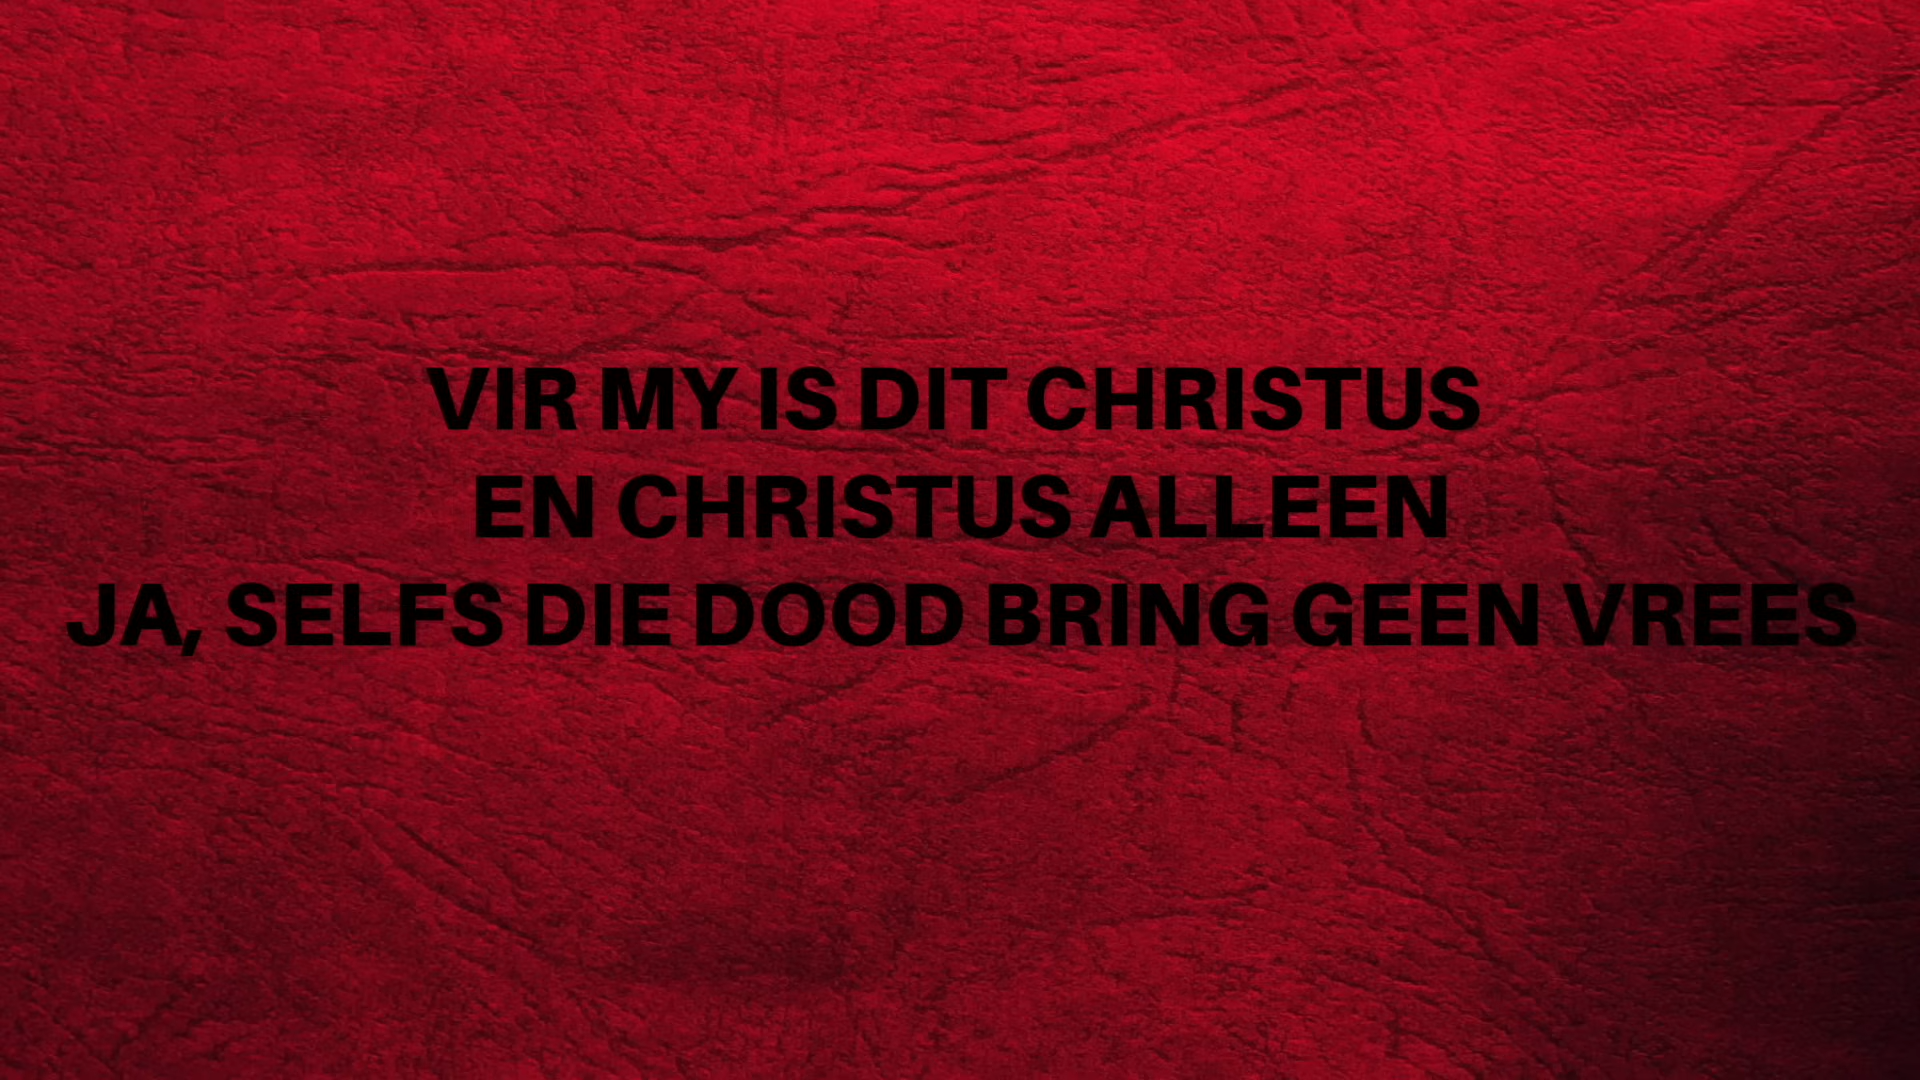 VIR MY IS DIT CHRISTUS
EN CHRISTUS ALLEEN
JA, SELFS DIE DOOD BRING GEEN VREES